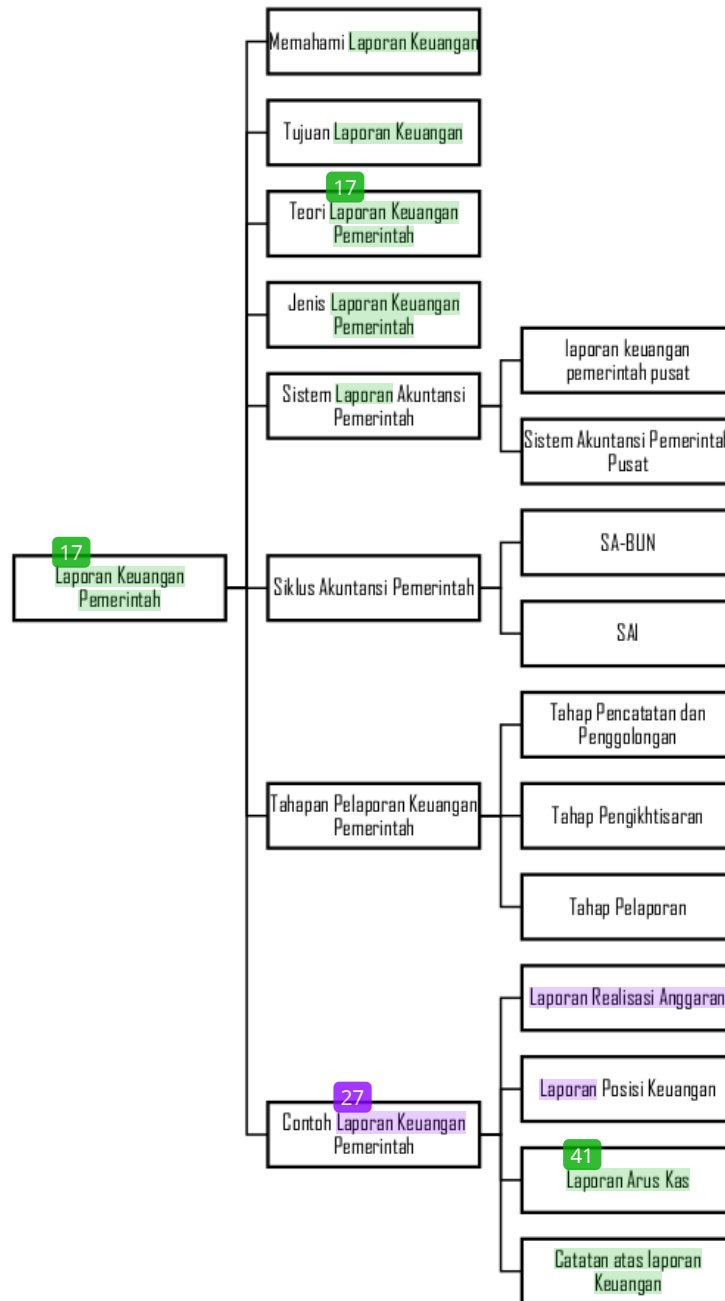 Memahami Laporan Keuangan
Tujuan Laporan Keuangan
17
Teori Laporan Keuangan
Pemerintah
Jenis Laporan Keuangan
Pemerintah
Sistem Laporan Akuntansi
Pemerintah
laporan keuangan
pemerintah pusat
Sistem Akuntansi Pemerintah
Pusat
17
Laporan Keuangan
Pemerintah
Siklus Akuntansi Pemerintah
SA-BUN
SAI
Tahapan Pelaporan Keuangan
Pemerintah
Tahap Pencatatan dan
Penggolongan
Tahap Pengikhtisaran
Tahap Pelaporan
27
Contoh Laporan Keuangan
Pemerintah
Laporan Realisasi Anggaran
Laporan Posisi Keuangan
41
Laporan Arus Kas
Catatan atas laporan
Keuangan